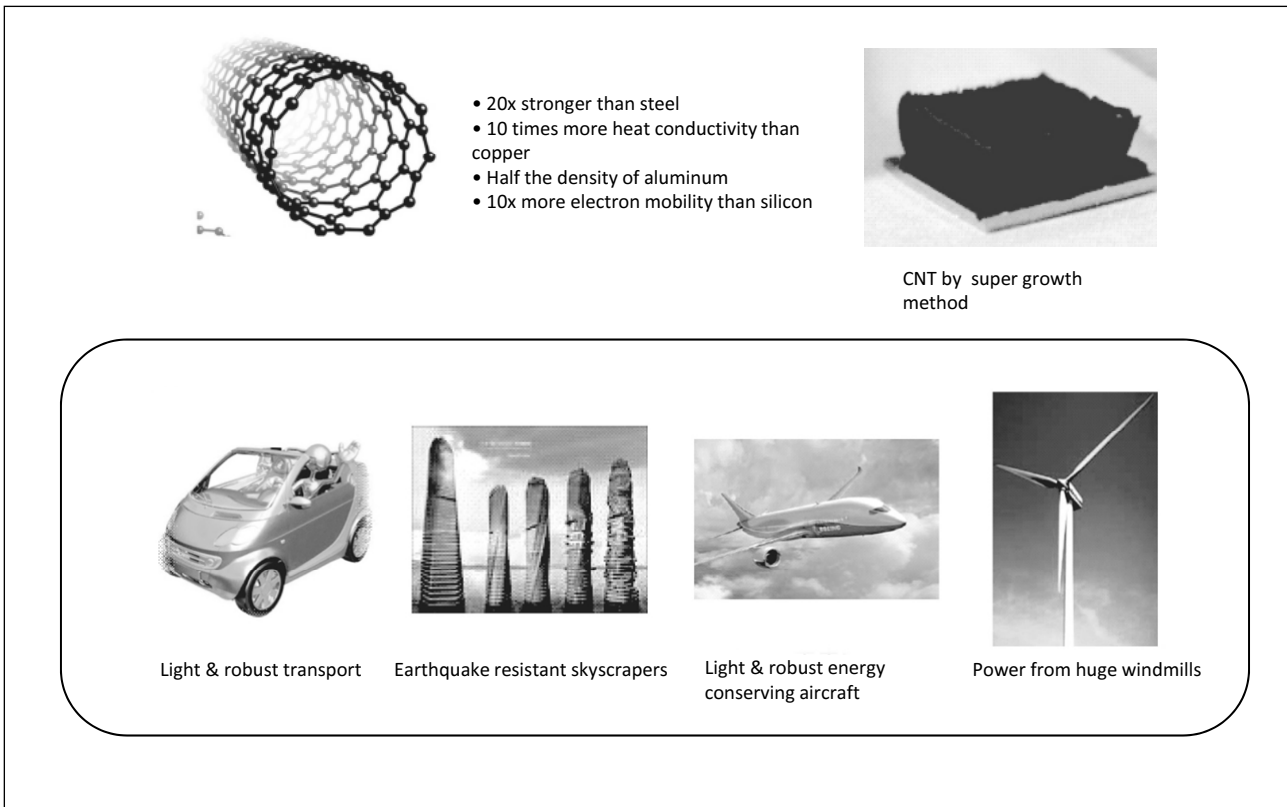 • 20x stronger than steel
• 10 times more heat conductivity than
copper
• Half the density of aluminum
• 10x more electron mobility than silicon
CNT by super growth
method
Light & robust transport
Earthquake resistant skyscrapers
Light & robust energy
conserving aircraft
Power from huge windmills